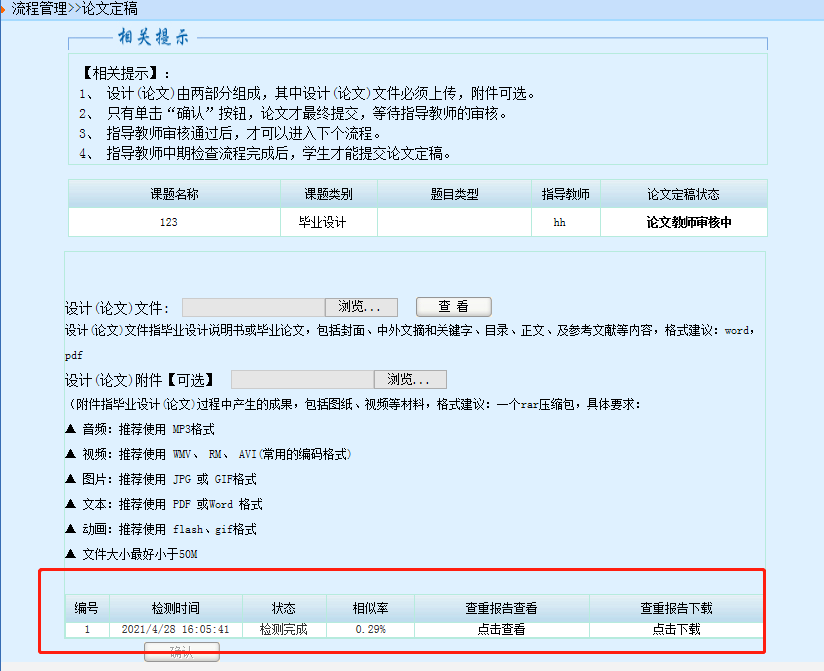 流程管理>>论文定稿
相关提示
【相关提示】：
1、 设计(论文)由两部分组成，其中设计(论文)文件必须上传，附件可选。
2、 只有单击“确认”按钮，论文才最终提交，等待指导教师的审核。
3、 指导教师审核通过后，才可以进入下个流程。
4、 指导教师中期检查流程完成后，学生才能提交论文定稿。
课题名称 课题类别 题目类型 指导教师 论文定稿状态
123 毕业设计 hh 论文教师审核中
设计(论文)文件： 浏览... 查 看
设计(论文)文件指毕业设计说明书或毕业论文，包括封面、中外文摘和关键字、目录、正文、及参考文献等内容，格式建议：word，
pdf
设计(论文)附件【可选】 浏览...
（附件指毕业设计(论文)过程中产生的成果，包括图纸、视频等材料，格式建议：一个rar压缩包，具体要求：
▲ 音频：推荐使用 MP3格式
▲ 视频：推荐使用 WMV、 RM、 AVI(常用的编码格式)
▲ 图片：推荐使用 JPG 或 GIF格式
▲ 文本：推荐使用 PDF 或Word 格式
▲ 动画：推荐使用 flash、gif格式
▲ 文件大小最好小于50M
编号 检测时间 状态 相似率 查重报告查看 查重报告下载
1 2021/4/28 16:05:41 检测完成 0.29% 点击查看 点击下载
确认